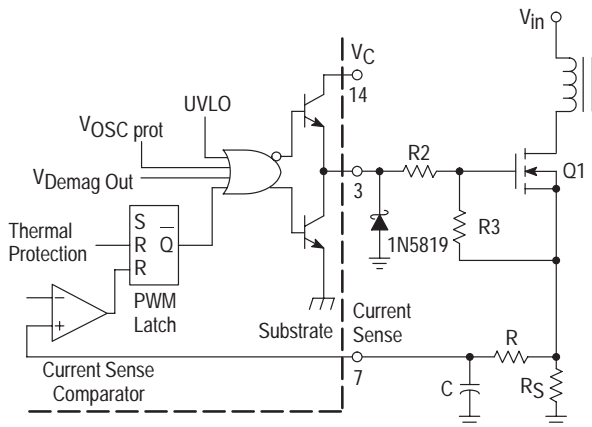 Vin
VC
14
UVLO
VOSC prot
VDemag Out
R2
Q1
3
R3
1N5819
Thermal
Protection
S
R
R
Q
PWM
Latch
Substrate
Current
Sense
7
Current Sense
Comparator
R
C
RS